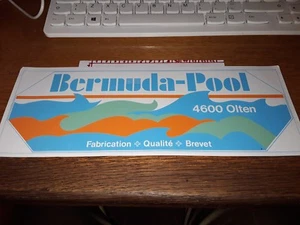 Bermuda-Pool
4600 Olten
Fabrication ✧ Qualité ✧ Brevet